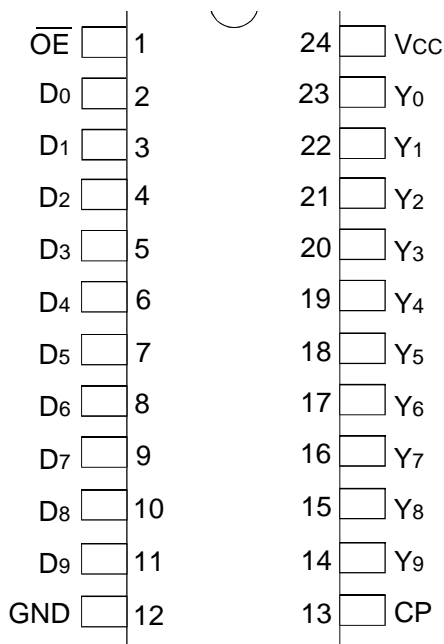 OE 1 24 VCC
D0 2 23 Y0
D1 3 22 Y1
D2 4 21 Y2
D3 5 20 Y3
D4 6 19 Y4
D5 7 18 Y5
D6 8 17 Y6
D7 9 16 Y7
D8 10 15 Y8
D9 11 14 Y9
GND 12 13 CP